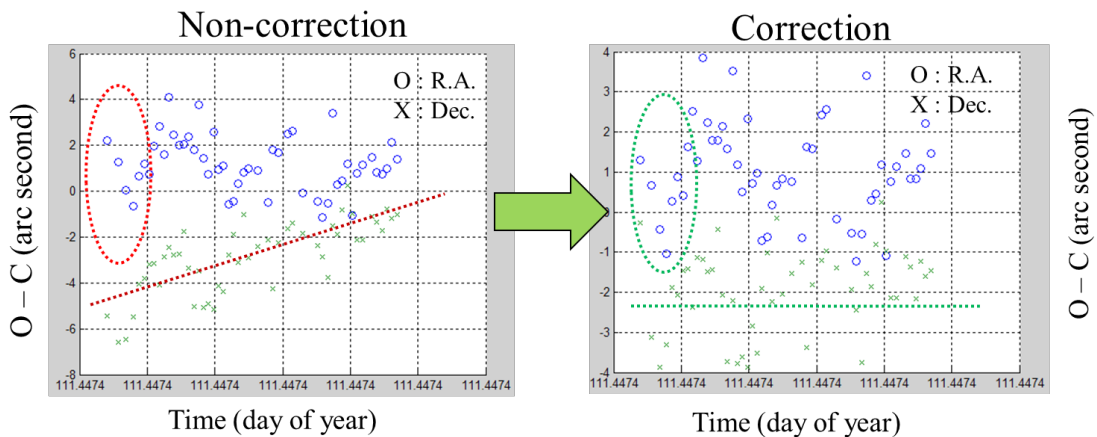 Non-correction
Correction
O : R.A.
X : Dec.
6
4
2
0
-2
-4
-6
-8
111.4474 111.4474 111.4474 111.4474 111.4474 111.4474 111.4474
O – C (arc second)
Time (day of year)
O : R.A.
X : Dec.
4
3
2
1
0
-1
-2
-3
-4
111.4474 111.4474 111.4474 111.4474 111.4474 111.4474 111.4474
O – C (arc second)
Time (day of year)